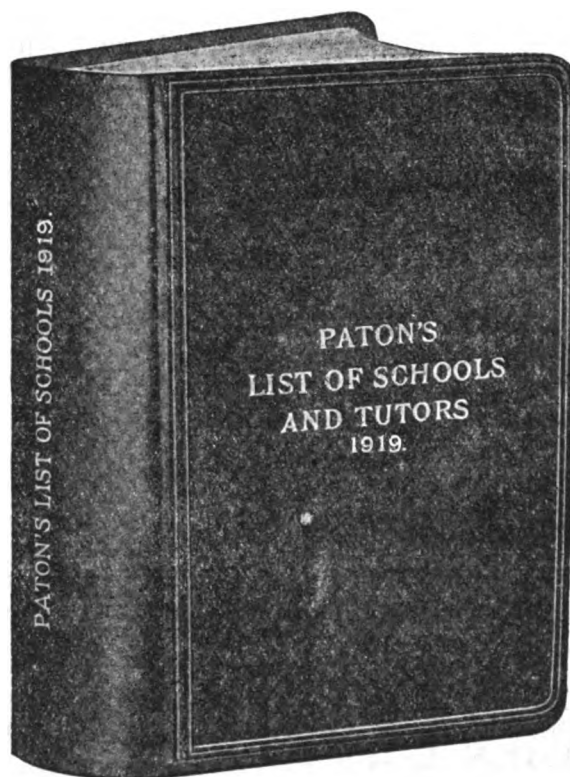 PATON'S LIST OF SCHOOLS 1919.
PATON'S
LIST OF SCHOOLS
AND TUTORS
1919.